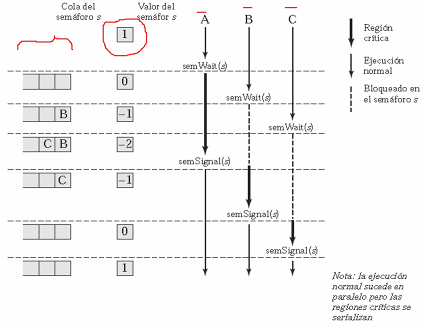 Cola del
semáforo s
Valor del
semáfor s
A
B
C
1
Región
crítica
Ejecución
normal
Bloqueado en
el semáforo s
semWait(s)
0
semWait(s)
B
-1
semWait(s)
C B
-2
semSignal(s)
C
-1
semSignal(s)
0
semSignal(s)
1
Nota: la ejecución
normal sucede en
paralelo pero las
regiones críticas se
serializan